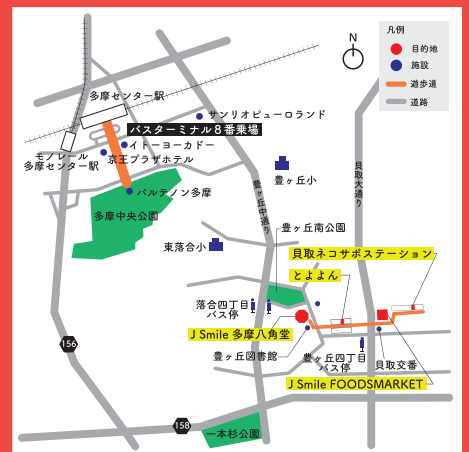 凡例
目的地
施設
遊歩道
道路
N
多摩センター駅
サンリオピューロランド
バスターミナル8番乗場
イトーヨーカドー
モノレール
多摩センター駅
京王プラザホテル
パルテノン多摩
多摩中央公園
豊ヶ丘小
豊ヶ丘中通り
貝取大通り
豊ヶ丘南公園
東落合小
貝取ネコサポステーション
とよよん
落合四丁目
バス停
J Smile 多摩八角堂
豊ヶ丘図書館
豊ヶ丘四丁目
バス停
貝取交番
J Smile FOODSMARKET
156
158
一本杉公園